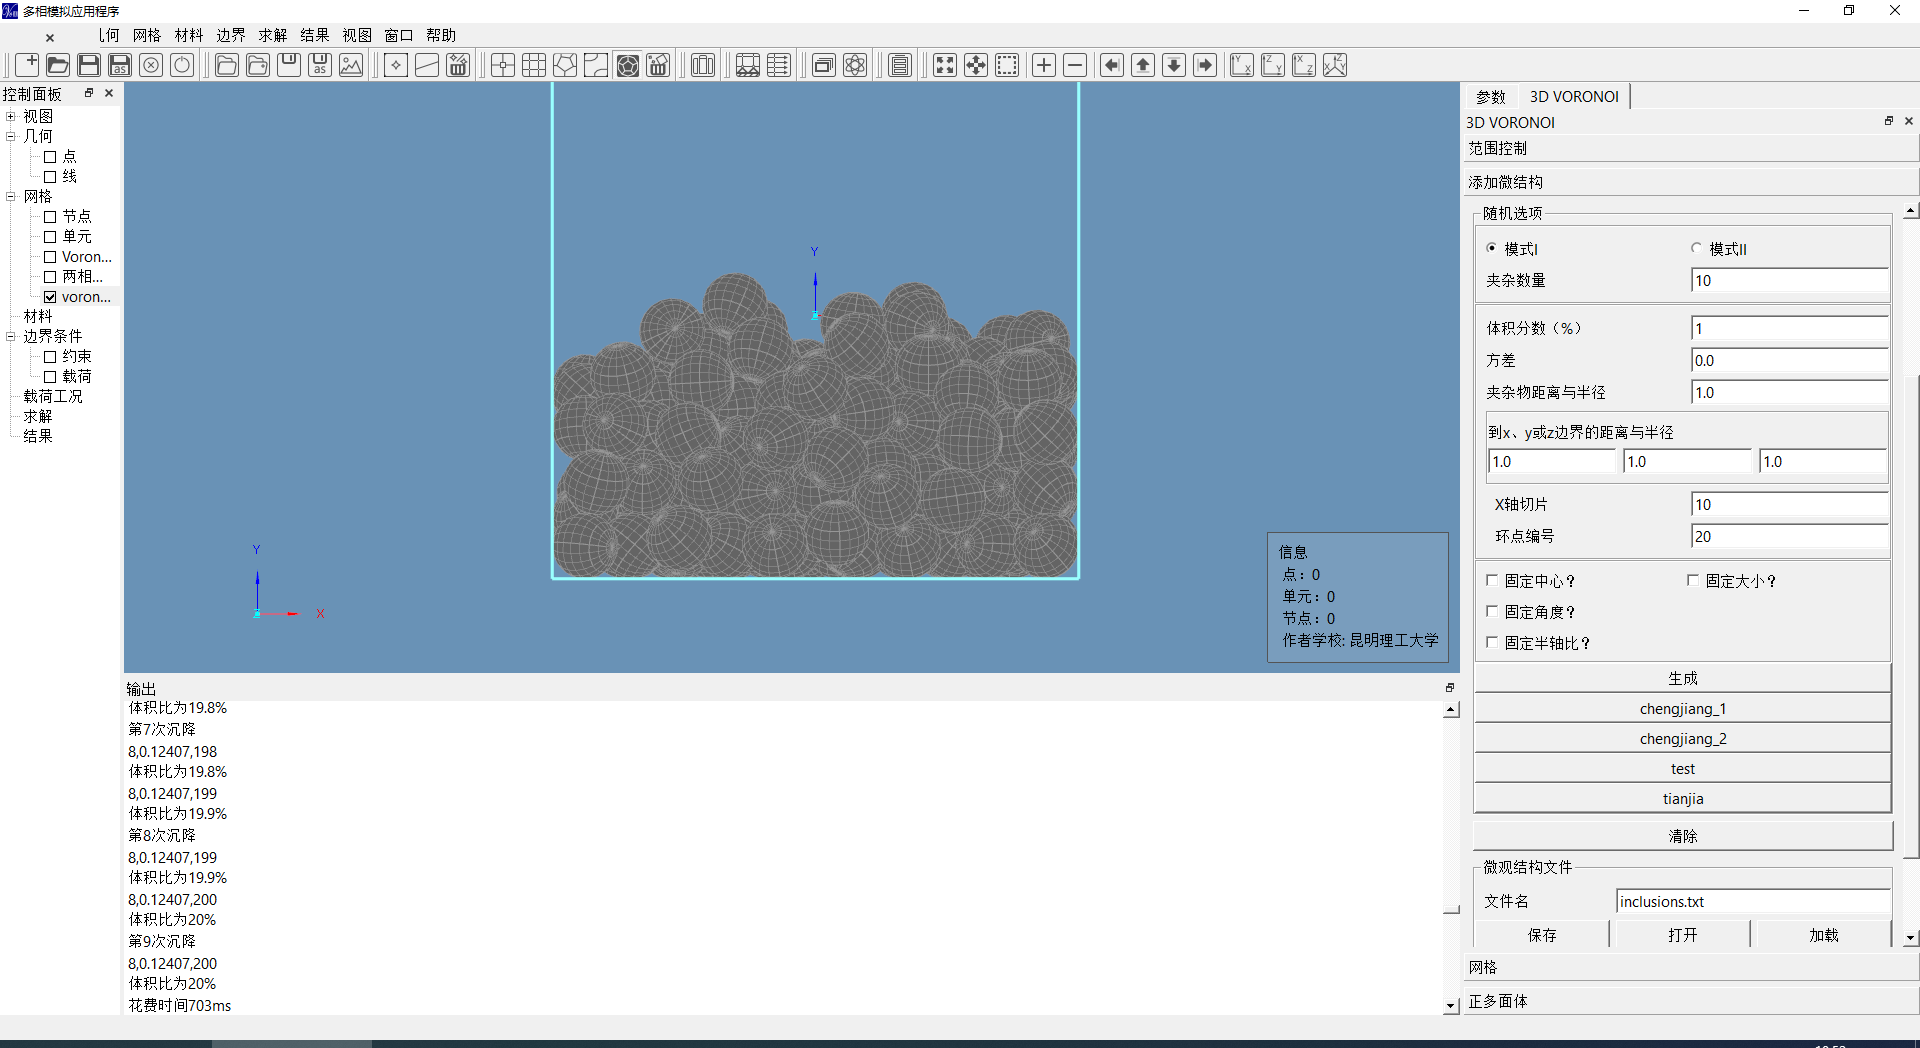 多相模拟应用程序
几何 网格 材料 边界 求解 结果 视图 窗口 帮助
as
as
Y X
Z Y
X Z
控制面板
视图
几何
点
线
网格
节点
单元
Voron...
两相...
voron...
材料
边界条件
约束
载荷
载荷工况
求解
结果
Y
Y
X
信息
点：0
单元：0
节点：0
作者学校: 昆明理工大学
输出
体积比为19.8%
第7次沉降
8,0.12407,198
体积比为19.8%
8,0.12407,199
体积比为19.9%
第8次沉降
8,0.12407,199
体积比为19.9%
8,0.12407,200
体积比为20%
第9次沉降
8,0.12407,200
体积比为20%
花费时间703ms
参数 3D VORONOI
3D VORONOI
范围控制
添加微结构
随机选项
模式I 模式II
夹杂数量 10
体积分数（%） 1
方差 0.0
夹杂物距离与半径 1.0
到x、y或z边界的距离与半径
1.0 1.0 1.0
X轴切片 10
环点编号 20
固定中心？ 固定大小？
固定角度？
固定半轴比？
生成
chengjiang_1
chengjiang_2
test
tianjia
清除
微观结构文件
文件名 inclusions.txt
保存 打开 加载
网格
正多面体